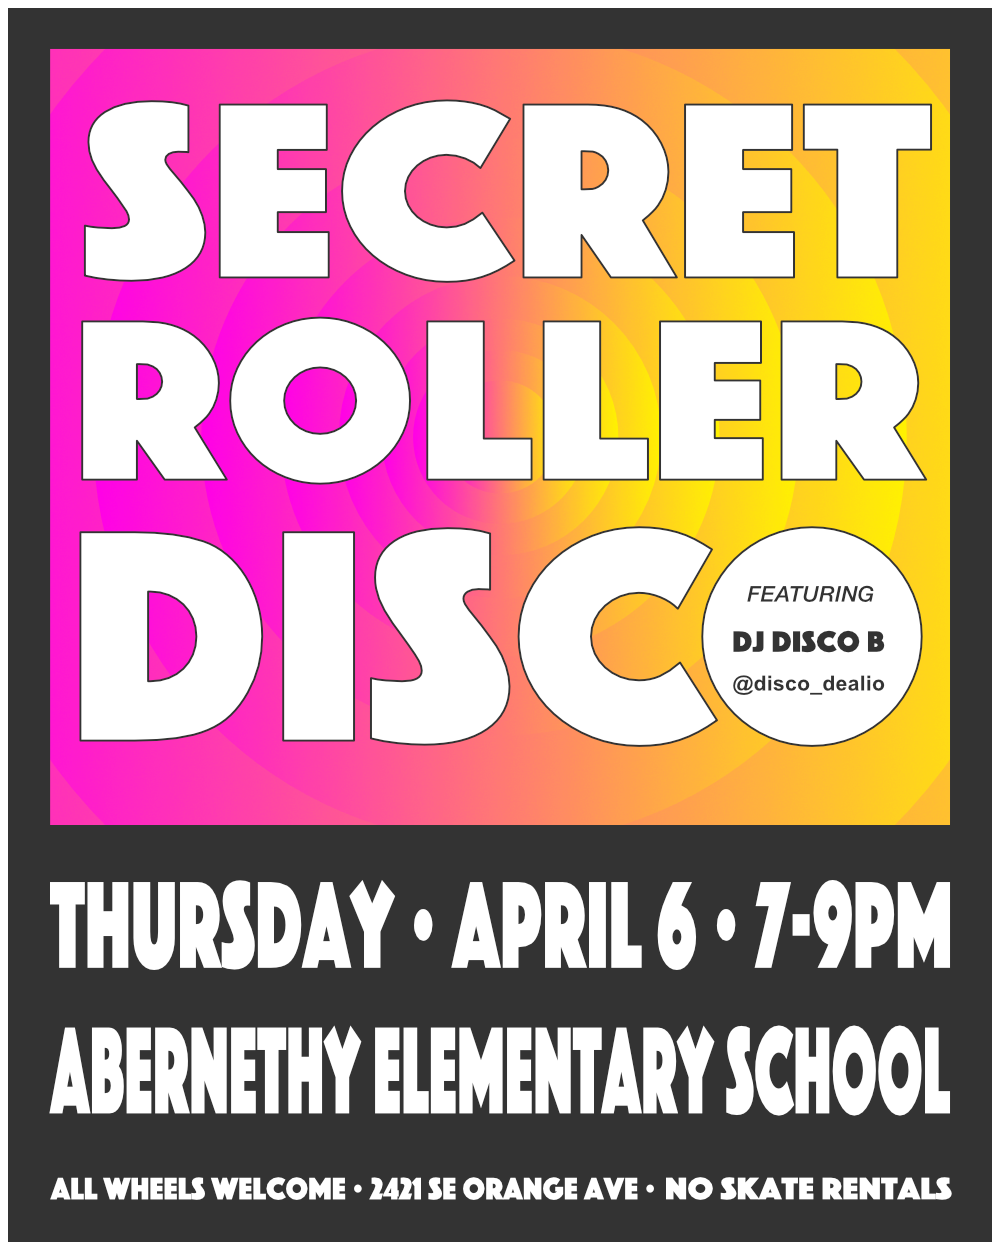 SECRET
ROLLER
DISCO
FEATURING
DJ DISCO B
@disco_dealio
THURSDAY • APRIL 6 • 7-9PM
ABERNETHY ELEMENTARY SCHOOL
ALL WHEELS WELCOME • 2421 SE ORANGE AVE • NO SKATE RENTALS